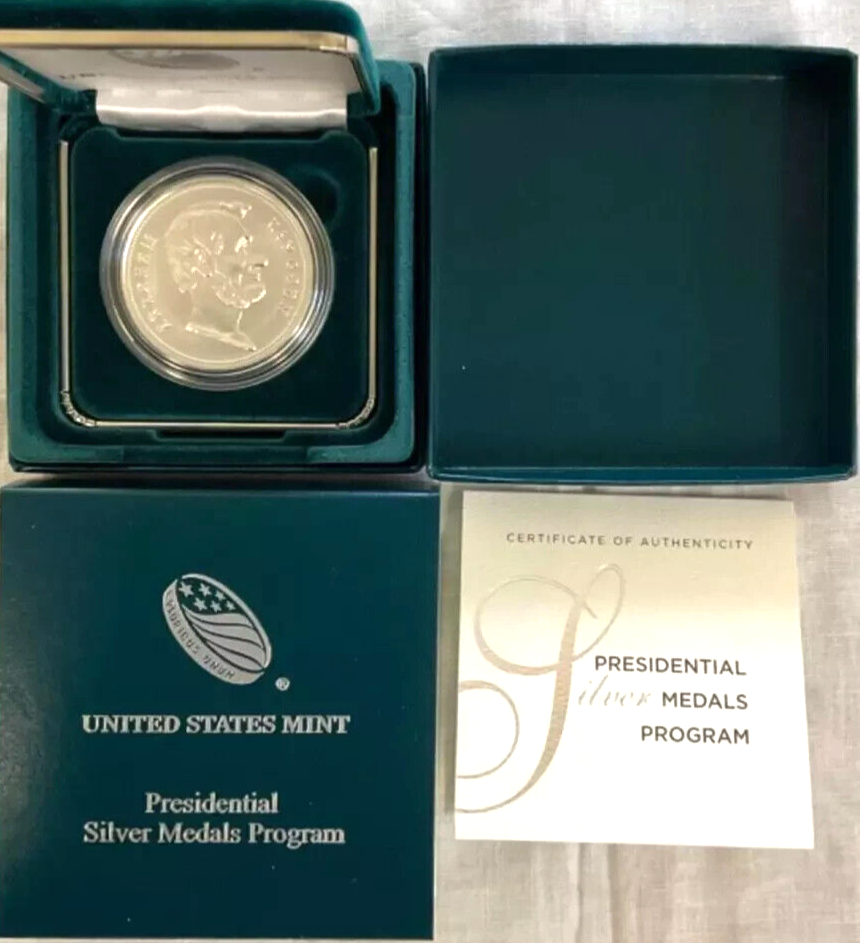 CERTIFICATE OF AUTHENTICITY
PRESIDENTIAL
Silver MEDALS
PROGRAM
®
UNITED STATES MINT
Presidential
Silver Medals Program